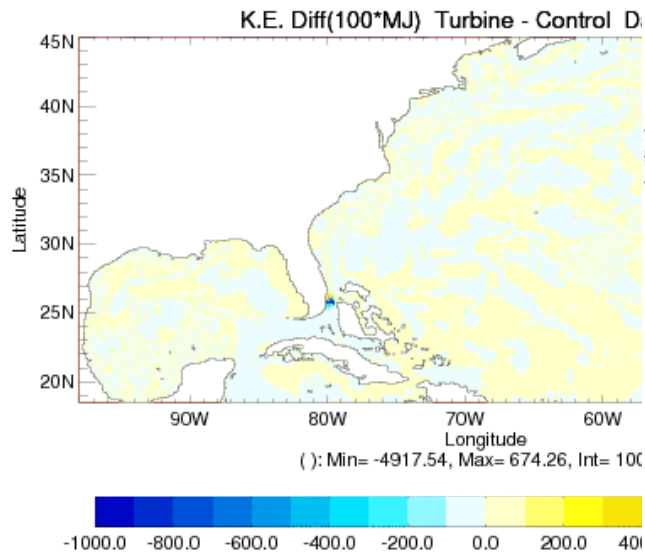 K.E. Diff(100*MJ) Turbine - Control
45N
40N
35N
30N
25N
20N
Latitude
90W 80W 70W 60W
Longitude
( ): Min= -4917.54, Max= 674.26, Int= 100
-1000.0 -800.0 -600.0 -400.0 -200.0 0.0 200.0